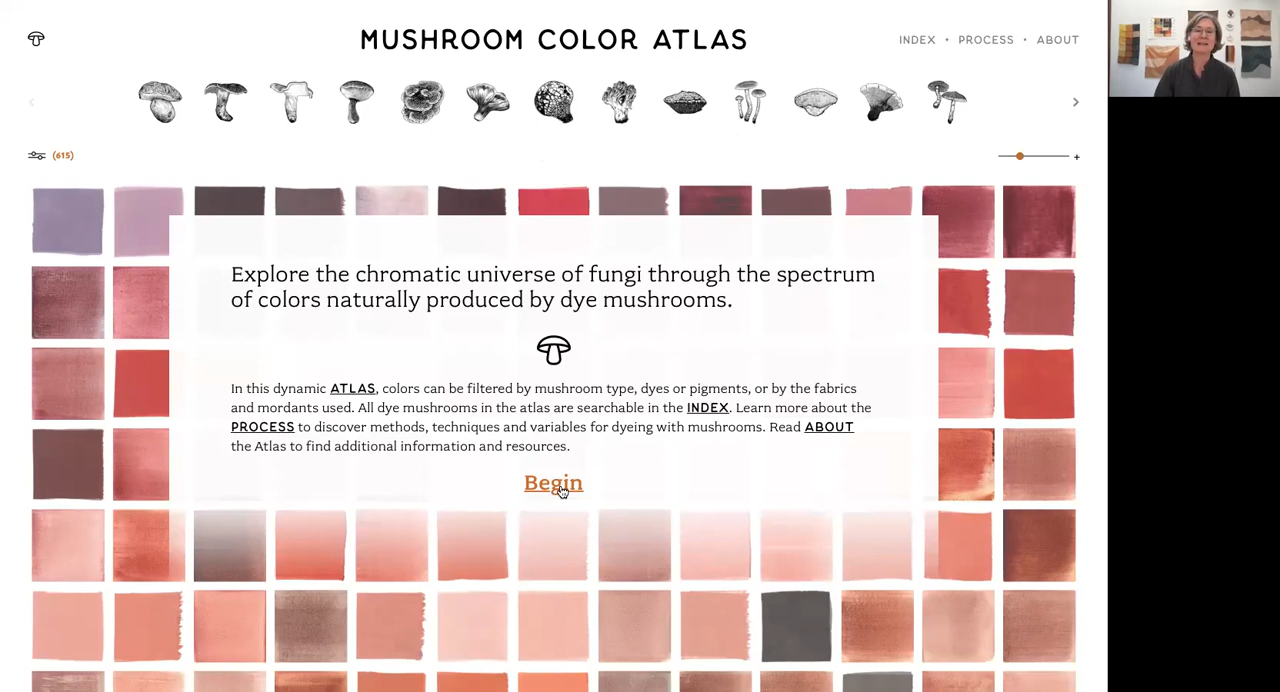 MUSHROOM COLOR ATLAS
INDEX • PROCESS • ABOUT
(615)
+
Explore the chromatic universe of fungi through the spectrum
of colors naturally produced by dye mushrooms.
In this dynamic ATLAS, colors can be filtered by mushroom type, dyes or pigments, or by the fabrics
and mordants used. All dye mushrooms in the atlas are searchable in the INDEX. Learn more about the
PROCESS to discover methods, techniques and variables for dyeing with mushrooms. Read ABOUT
the Atlas to find additional information and resources.
Begin